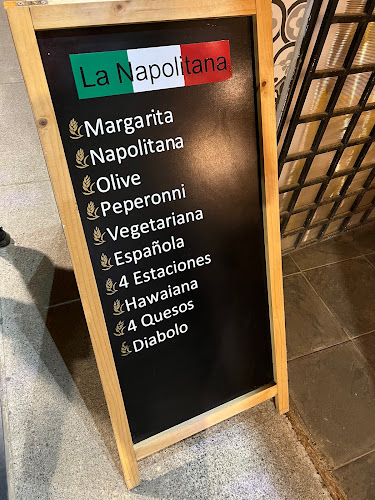 La Napolitana
Margarita
Napolitana
Olive
Peperonni
Vegetariana
Española
4 Estaciones
Hawaiana
4 Quesos
Diabolo